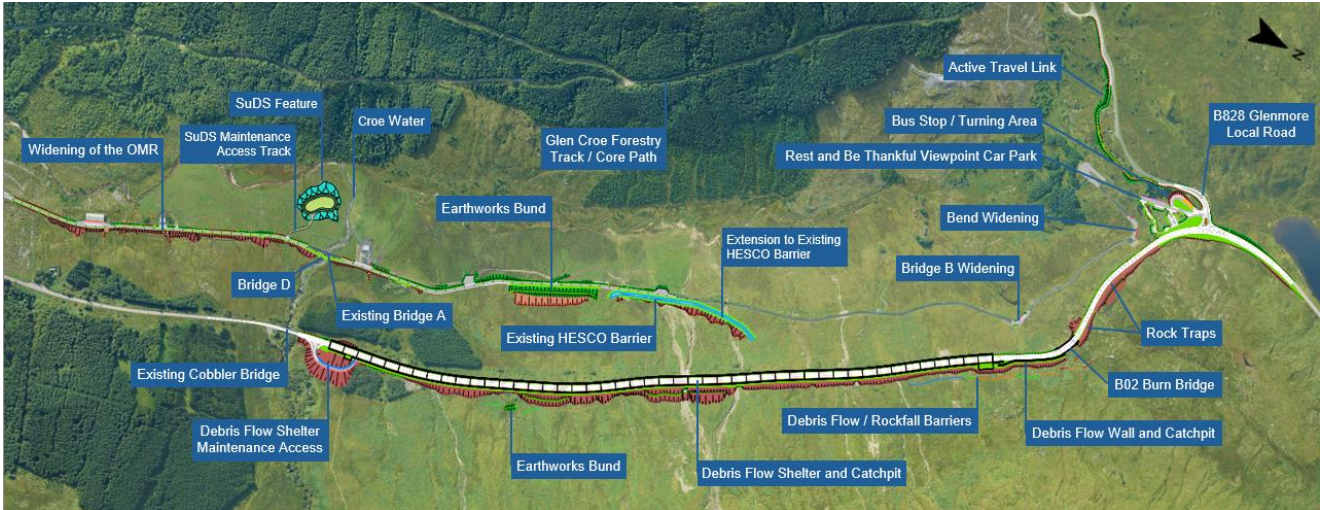 Active Travel Link
Bus Stop / Turning Area
Rest and Be Thankful Viewpoint Car Park
B828 Glenmore
Local Road
N
SuDS Feature
SuDS Maintenance
Access Track
Croe Water
Widening of the OMR
Glen Croe Forestry
Track / Core Path
Earthworks Bund
Extension to Existing
HESCO Barrier
Bend Widening
Bridge B Widening
Bridge D
Existing Bridge A
Existing HESCO Barrier
Rock Traps
Existing Cobbler Bridge
B02 Burn Bridge
Debris Flow Shelter
Maintenance Access
Earthworks Bund
Debris Flow Shelter and Catchpit
Debris Flow / Rockfall Barriers
Debris Flow Wall and Catchpit